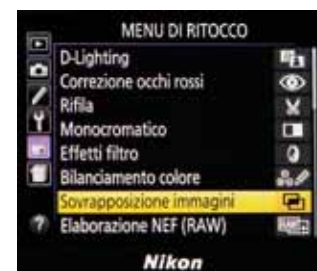 MENU DI RITOCCO
D-Lighting
Correzione occhi rossi
Rifila
Monocromatico
Effetti filtro
Bilanciamento colore
Sovrapposizione immagini
Elaborazione NEF (RAW)
Nikon